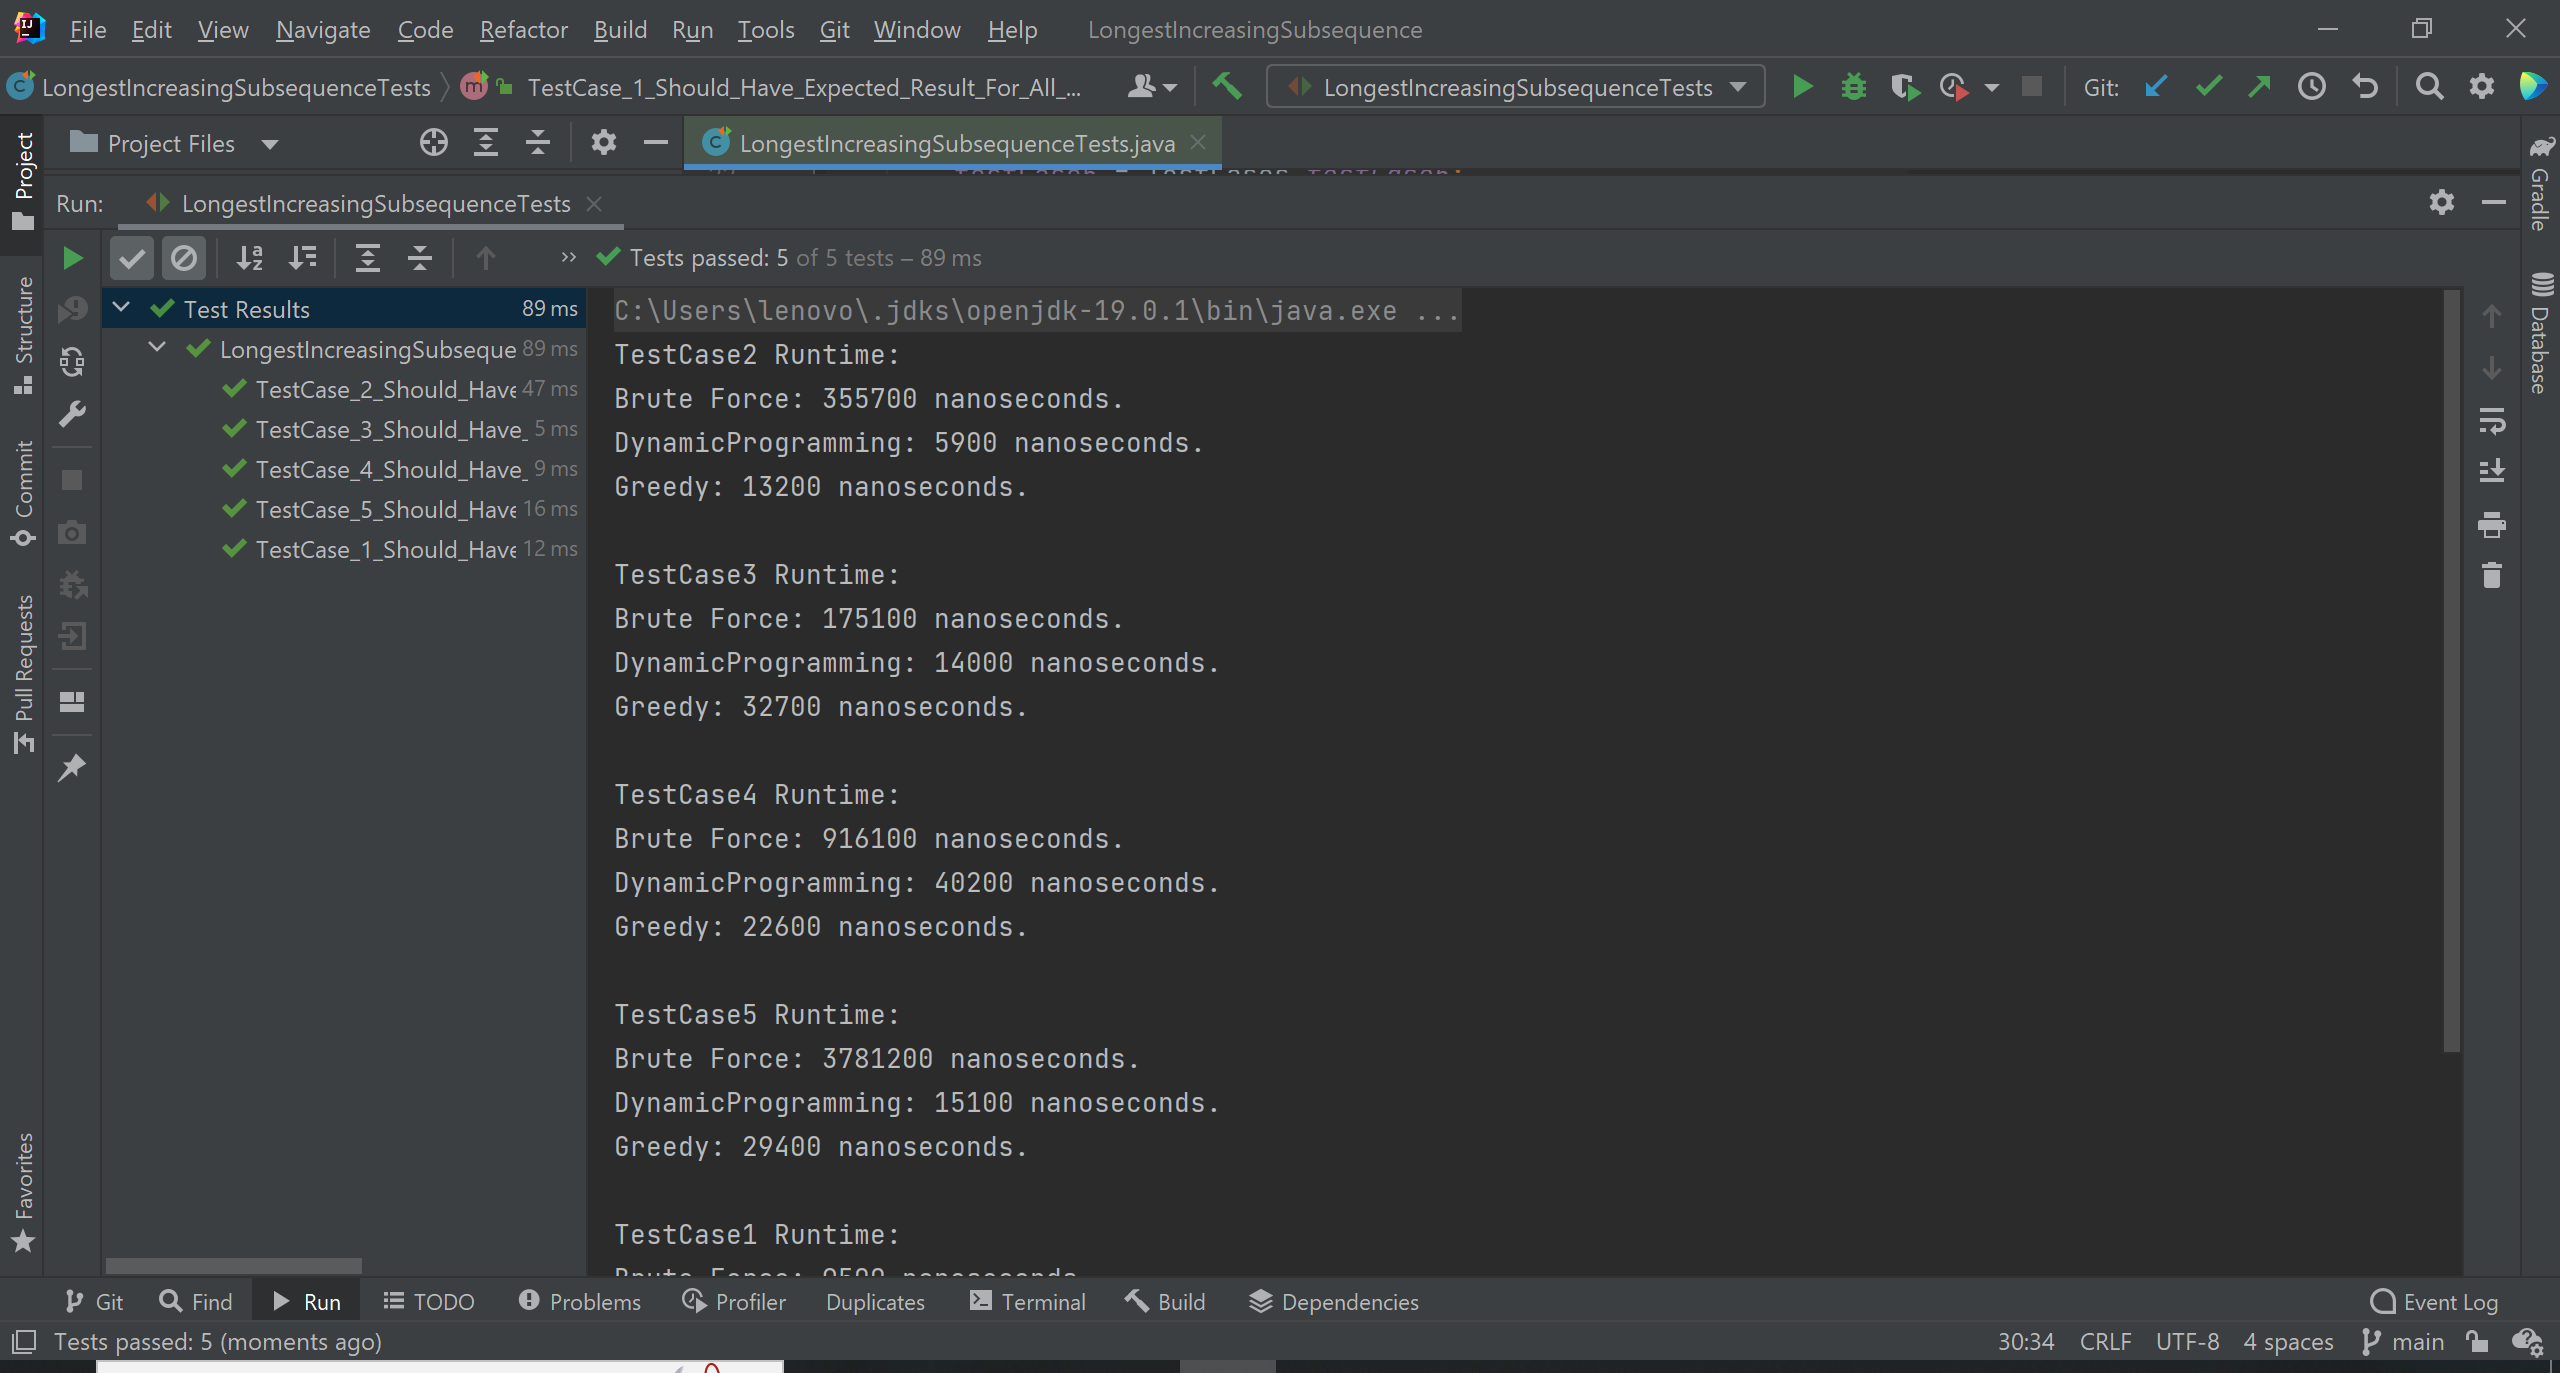 File Edit View Navigate Code Refactor Build Run Tools Git Window Help LongestIncreasingSubsequence
LongestIncreasingSubsequenceTests TestCase_1_Should_Have_Expected_Result_For_All_... LongestIncreasingSubsequenceTests Git:
Project Files LongestIncreasingSubsequenceTests.java
Run: LongestIncreasingSubsequenceTests
Tests passed: 5 of 5 tests – 89 ms
Test Results 89 ms
LongestIncreasingSubseque 89 ms
TestCase_2_Should_Have 47 ms
TestCase_3_Should_Have_ 5 ms
TestCase_4_Should_Have_ 9 ms
TestCase_5_Should_Have 16 ms
TestCase_1_Should_Have 12 ms
C:\Users\lenovo\.jdks\openjdk-19.0.1\bin\java.exe ...
TestCase2 Runtime:
Brute Force: 355700 nanoseconds.
DynamicProgramming: 5900 nanoseconds.
Greedy: 13200 nanoseconds.
TestCase3 Runtime:
Brute Force: 175100 nanoseconds.
DynamicProgramming: 14000 nanoseconds.
Greedy: 32700 nanoseconds.
TestCase4 Runtime:
Brute Force: 916100 nanoseconds.
DynamicProgramming: 40200 nanoseconds.
Greedy: 22600 nanoseconds.
TestCase5 Runtime:
Brute Force: 3781200 nanoseconds.
DynamicProgramming: 15100 nanoseconds.
Greedy: 29400 nanoseconds.
TestCase1 Runtime:
Brute Force:
Project
Structure
Commit
Pull Requests
Favorites
Gradle
Database
Git Find Run TODO Problems Profiler Duplicates Terminal Build Dependencies Event Log
Tests passed: 5 (moments ago) 30:34 CRLF UTF-8 4 spaces main